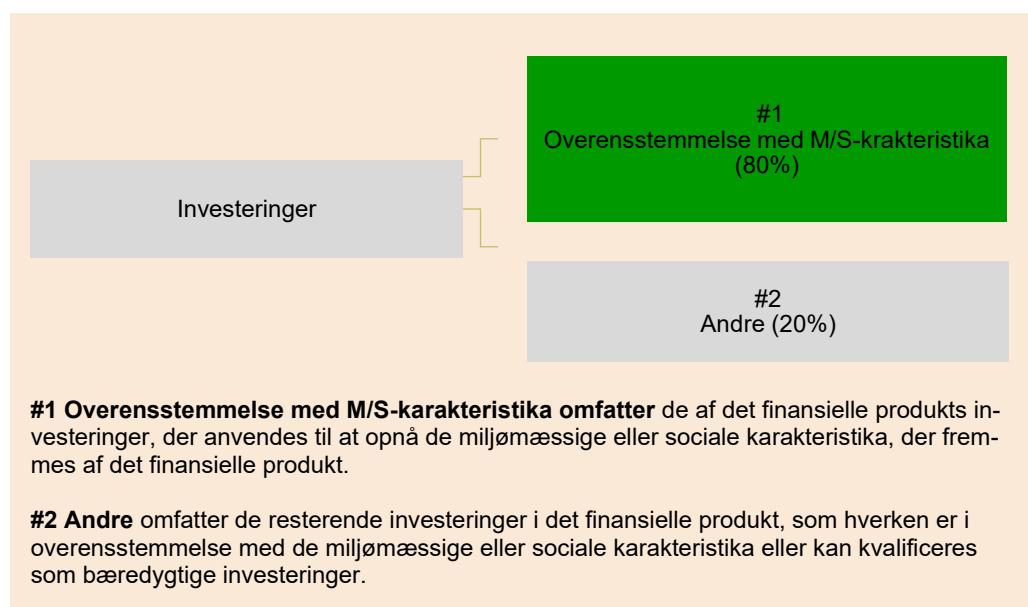 #1
Overensstemmelse med M/S-krakteristika
(80%)
Investeringer
#2
Andre (20%)
#1 Overensstemmelse med M/S-karakteristika omfatter de af det finansielle produkts in-
vesteringer, der anvendes til at opnå de miljømæssige eller sociale karakteristika, der frem-
mes af det finansielle produkt.
#2 Andre omfatter de resterende investeringer i det finansielle produkt, som hverken er i
overensstemmelse med de miljømæssige eller sociale karakteristika eller kan kvalificeres
som bæredygtige investeringer.